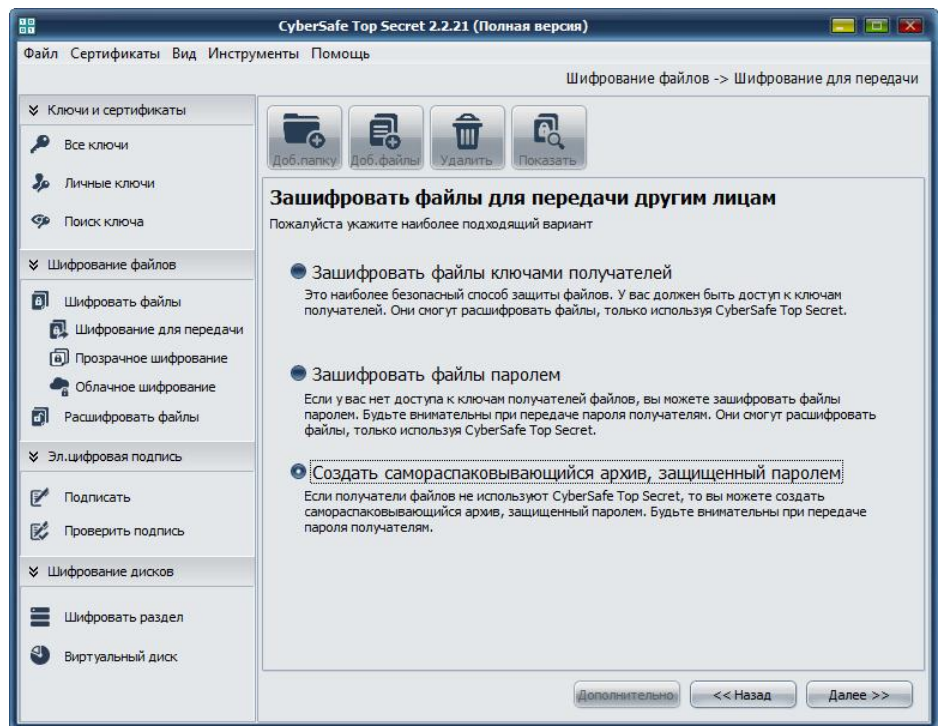 CyberSafe Top Secret 2.2.21 (Полная версия)
Файл Сертификаты Вид Инструменты Помощь
Шифрование файлов -> Шифрование для передачи
Ключи и сертификаты
Все ключи
Личные ключи
Поиск ключа
Шифрование файлов
Шифровать файлы
Шифрование для передачи
Прозрачное шифрование
Облачное шифрование
Расшифровать файлы
Эл.цифровая подпись
Подписать
Проверить подпись
Шифрование дисков
Шифровать раздел
Виртуальный диск
Доб.папку Доб.файлы Удалить Показать
Зашифровать файлы для передачи другим лицам
Пожалуйста укажите наиболее подходящий вариант
Зашифровать файлы ключами получателей
Это наиболее безопасный способ защиты файлов. У вас должен быть доступ к ключам
получателей. Они смогут расшифровать файлы, только используя CyberSafe Top Secret.
Зашифровать файлы паролем
Если у вас нет доступа к ключам получателей файлов, вы можете зашифровать файлы
паролем. Будьте внимательны при передаче пароля получателям. Они смогут расшифровать
файлы, только используя CyberSafe Top Secret.
Создать самораспаковывающийся архив, защищенный паролем
Если получатели файлов не используют CyberSafe Top Secret, то вы можете создать
самораспаковывающийся архив, защищенный паролем. Будьте внимательны при передаче
пароля получателям.
Дополнительно << Назад Далее >>